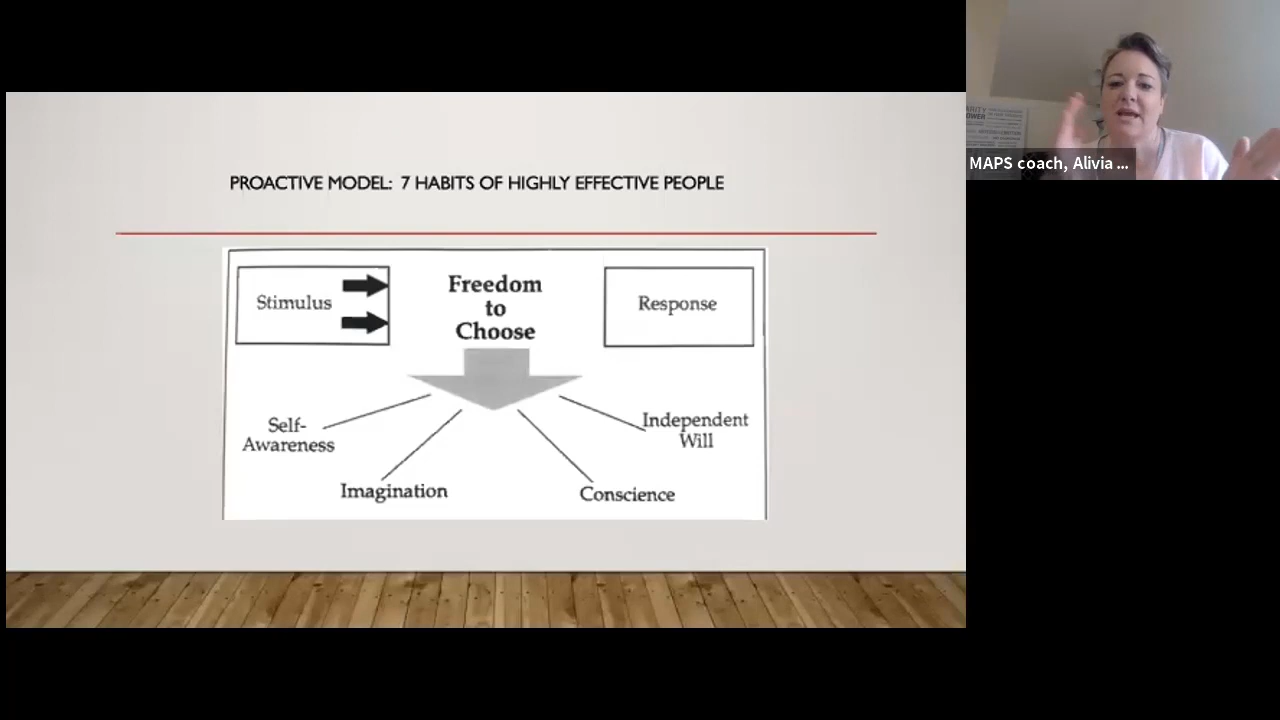 PROACTIVE MODEL: 7 HABITS OF HIGHLY EFFECTIVE PEOPLE
Stimulus
Freedom
to
Choose
Response
Self-
Awareness
Imagination
Conscience
Independent
Will
MAPS coach, Alivia ...